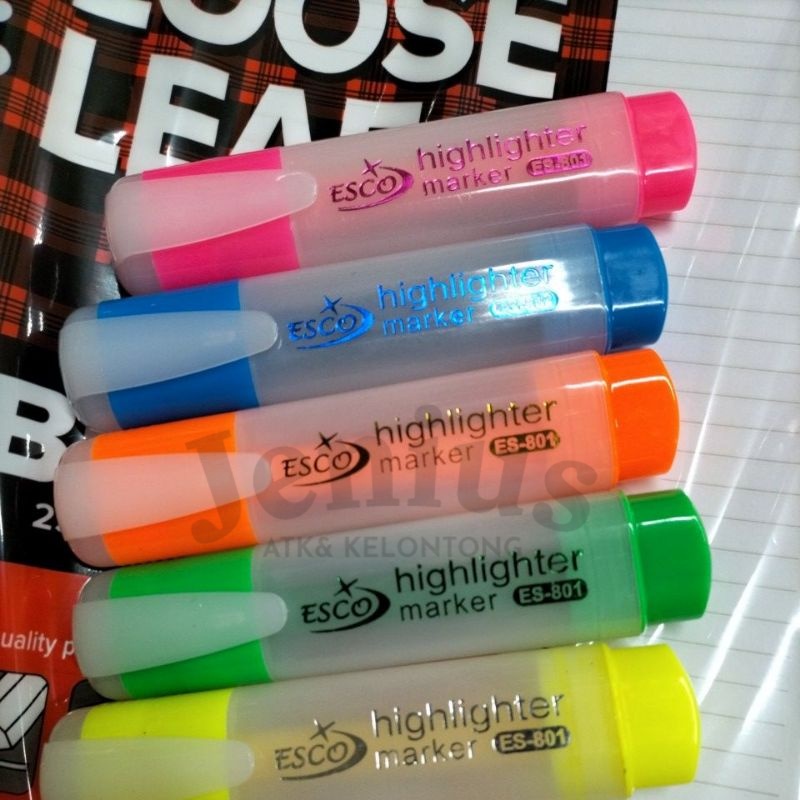 LOOSE
LEAF
ESCO highlighter
marker ES-801
ESCO highlighter
marker
ESCO highlighter
marker ES-801
Jenius
ATK& KELONTONG
ESCO highlighter
marker ES-801
uality p
ESCO highlighter
marker ES-801
B